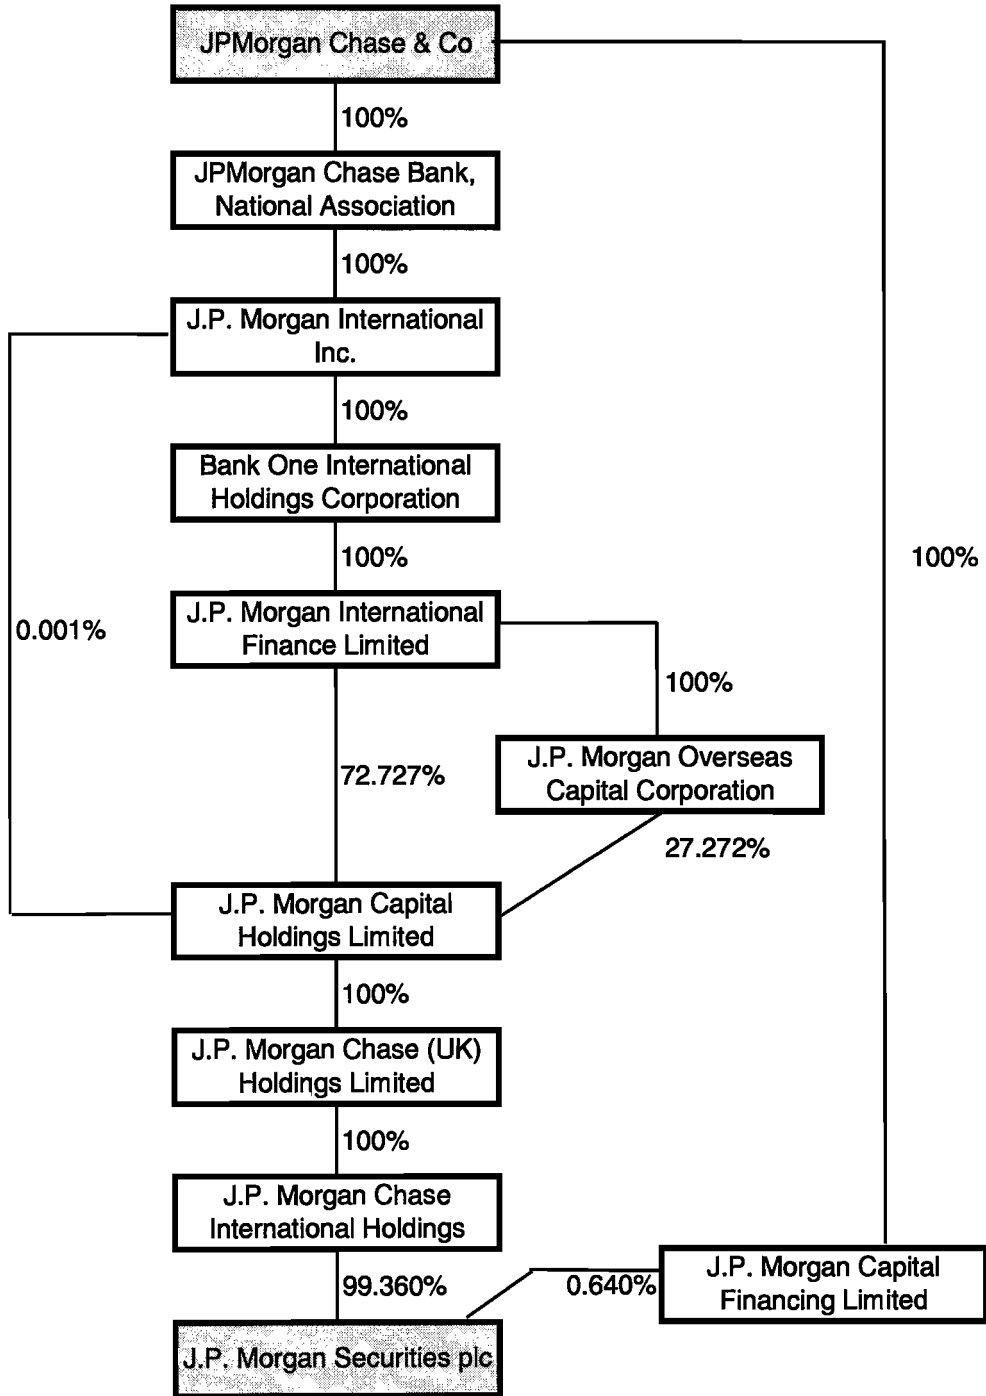 JPMorgan Chase & Co
100%
JPMorgan Chase Bank,
National Association
100%
J.P. Morgan International
Inc.
100%
Bank One International
Holdings Corporation
100%
100%
J.P. Morgan International
Finance Limited
0.001%
100%
J.P. Morgan Overseas
Capital Corporation
72.727%
27.272%
J.P. Morgan Capital
Holdings Limited
100%
J.P. Morgan Chase (UK)
Holdings Limited
100%
J.P. Morgan Chase
International Holdings
99.360%
0.640%
J.P. Morgan Capital
Financing Limited
J.P. Morgan Securities plc